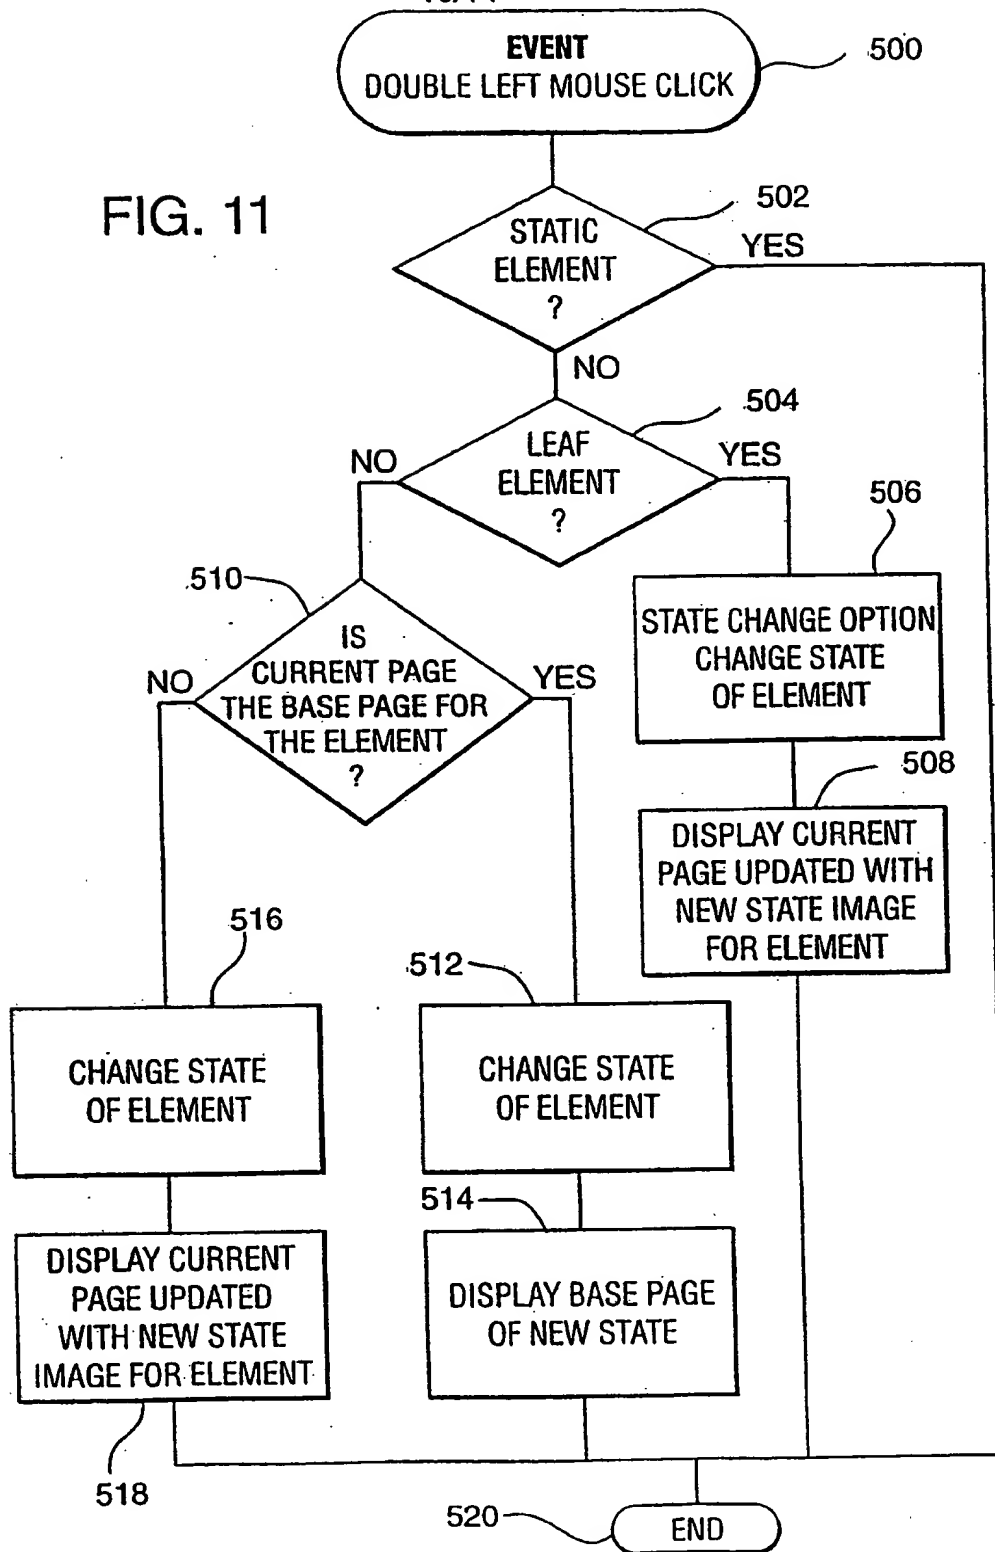 EVENT
DOUBLE LEFT MOUSE CLICK
500
FIG. 11
502
STATIC
ELEMENT
?
YES
NO
504
LEAF
ELEMENT
?
NO
YES
506
STATE CHANGE OPTION
CHANGE STATE
OF ELEMENT
510
IS
CURRENT PAGE
THE BASE PAGE FOR
THE ELEMENT
?
NO
YES
508
DISPLAY CURRENT
PAGE UPDATED WITH
NEW STATE IMAGE
FOR ELEMENT
516
CHANGE STATE
OF ELEMENT
512
CHANGE STATE
OF ELEMENT
514
DISPLAY BASE PAGE
OF NEW STATE
DISPLAY CURRENT
PAGE UPDATED
WITH NEW STATE
IMAGE FOR ELEMENT
518
520
END